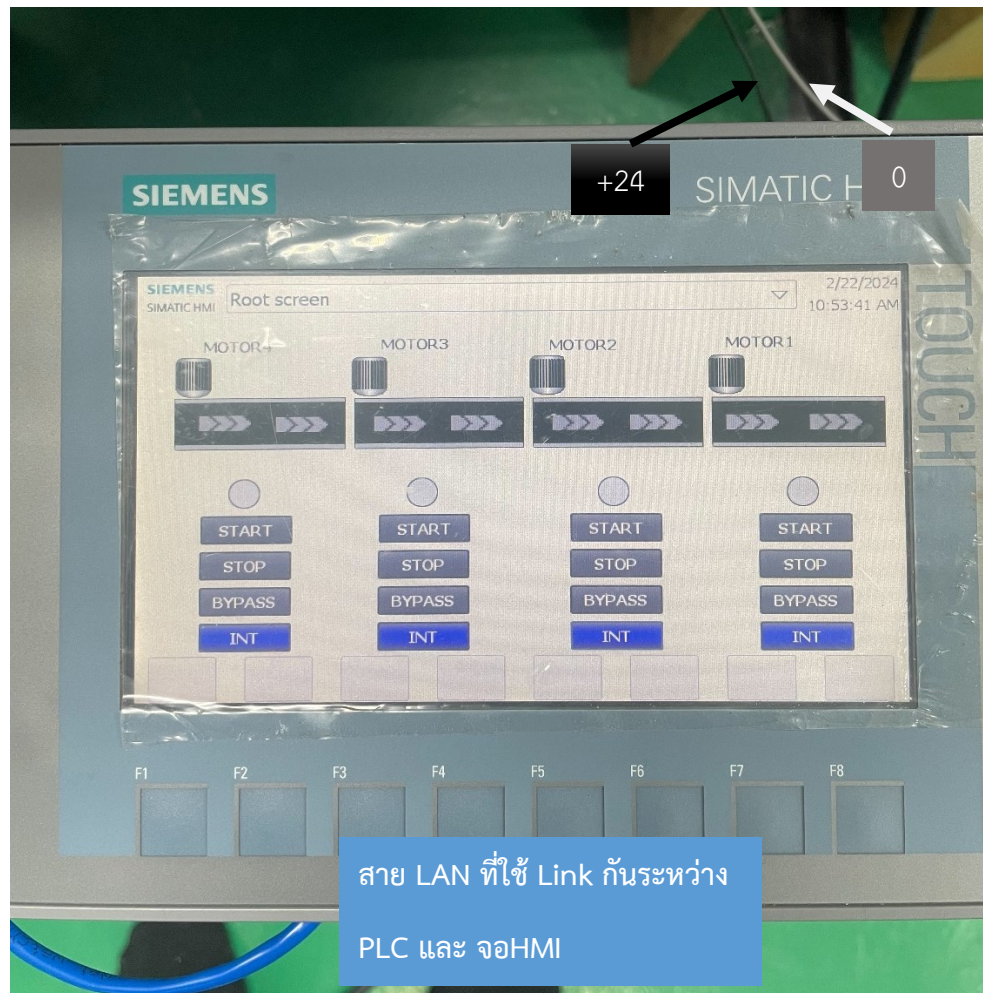 +24
0
SIEMENS
SIMATIC H
TOUCH
SIEMENS
SIMATIC HMI
Root screen
2/22/2024
10:53:41 AM
MOTOR4
MOTOR3
MOTOR2
MOTOR1
START
START
START
START
STOP
STOP
STOP
STOP
BYPASS
BYPASS
BYPASS
BYPASS
INT
INT
INT
INT
F1
F2
F3
F4
F5
F6
F7
F8
สาย LAN ที่ใช้ Link กันระหว่าง
PLC และ จอHMI